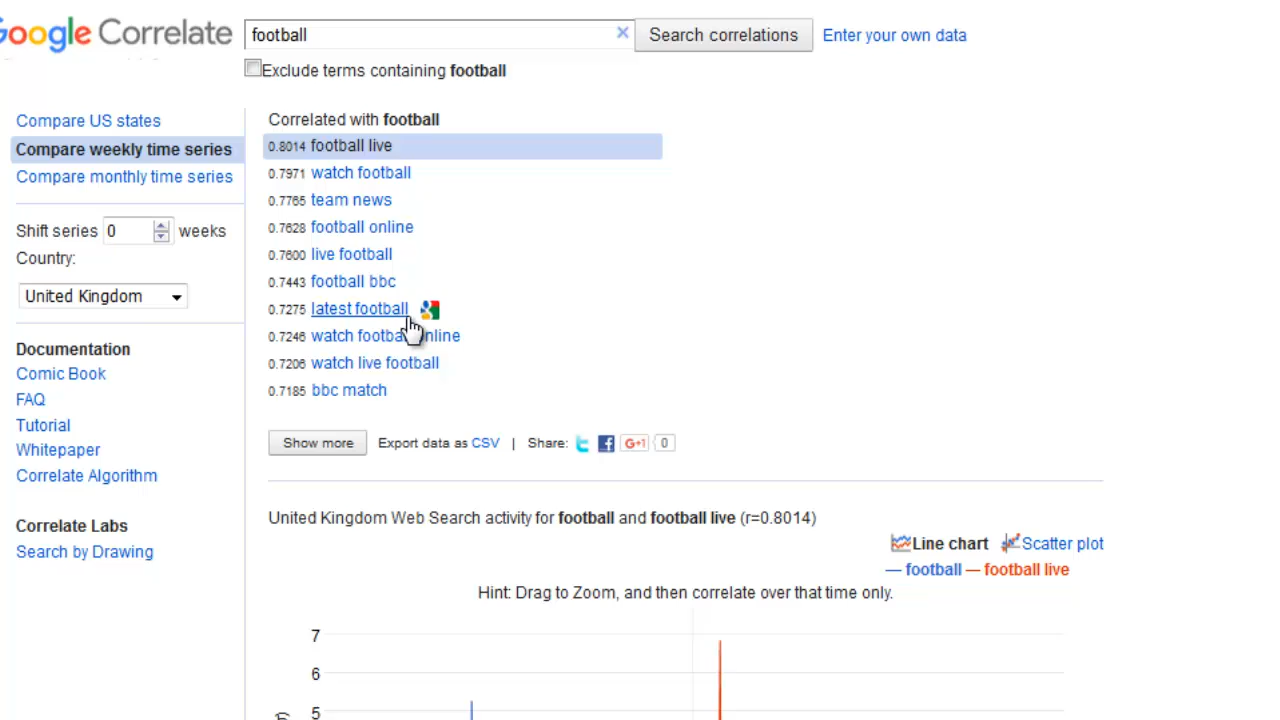 Google Correlate football Search correlations Enter your own data
Exclude terms containing football
Compare US states
Compare weekly time series
Compare monthly time series
Shift series 0 weeks
Country:
United Kingdom
Documentation
Comic Book
FAQ
Tutorial
Whitepaper
Correlate Algorithm
Correlate Labs
Search by Drawing
Correlated with football
0.8014 football live
0.7971 watch football
0.7765 team news
0.7628 football online
0.7600 live football
0.7443 football bbc
0.7275 latest football
0.7246 watch football online
0.7206 watch live football
0.7185 bbc match
Show more Export data as CSV | Share: G+1 0
United Kingdom Web Search activity for football and football live (r=0.8014)
Line chart Scatter plot
football football live
Hint: Drag to Zoom, and then correlate over that time only.
7
6
5